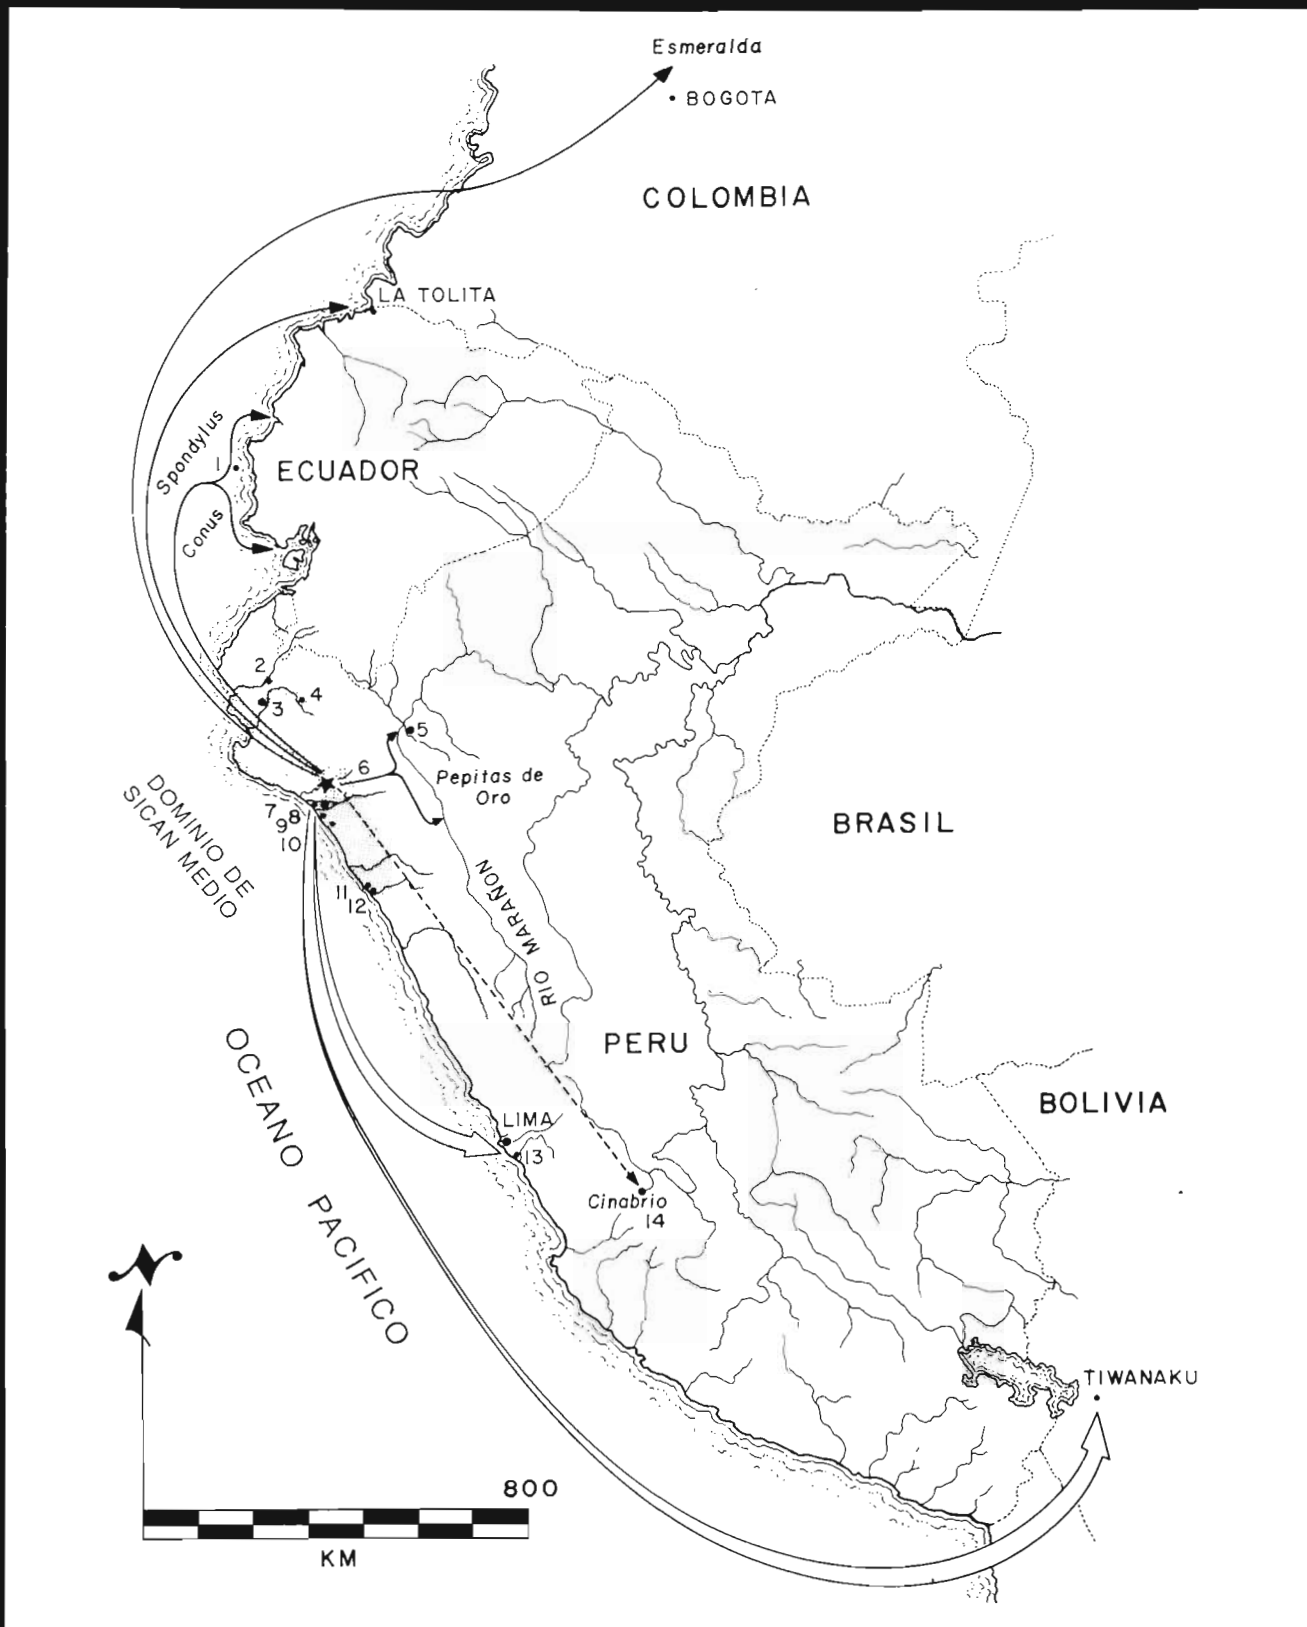 Esmeralda
BOGOTA
COLOMBIA
LA TOLITA
Spondylus
1
ECUADOR
Conus
2
4
3
5
6
Pepitas de
Oro
DOMINIO DE
SICAN MEDIO
7 8
9
10
BRASIL
11
12
RIO MARAÑON
PERU
OCEANO PACIFICO
LIMA
13
BOLIVIA
Cinabrio
14
TIWANAKU
N
800
KM